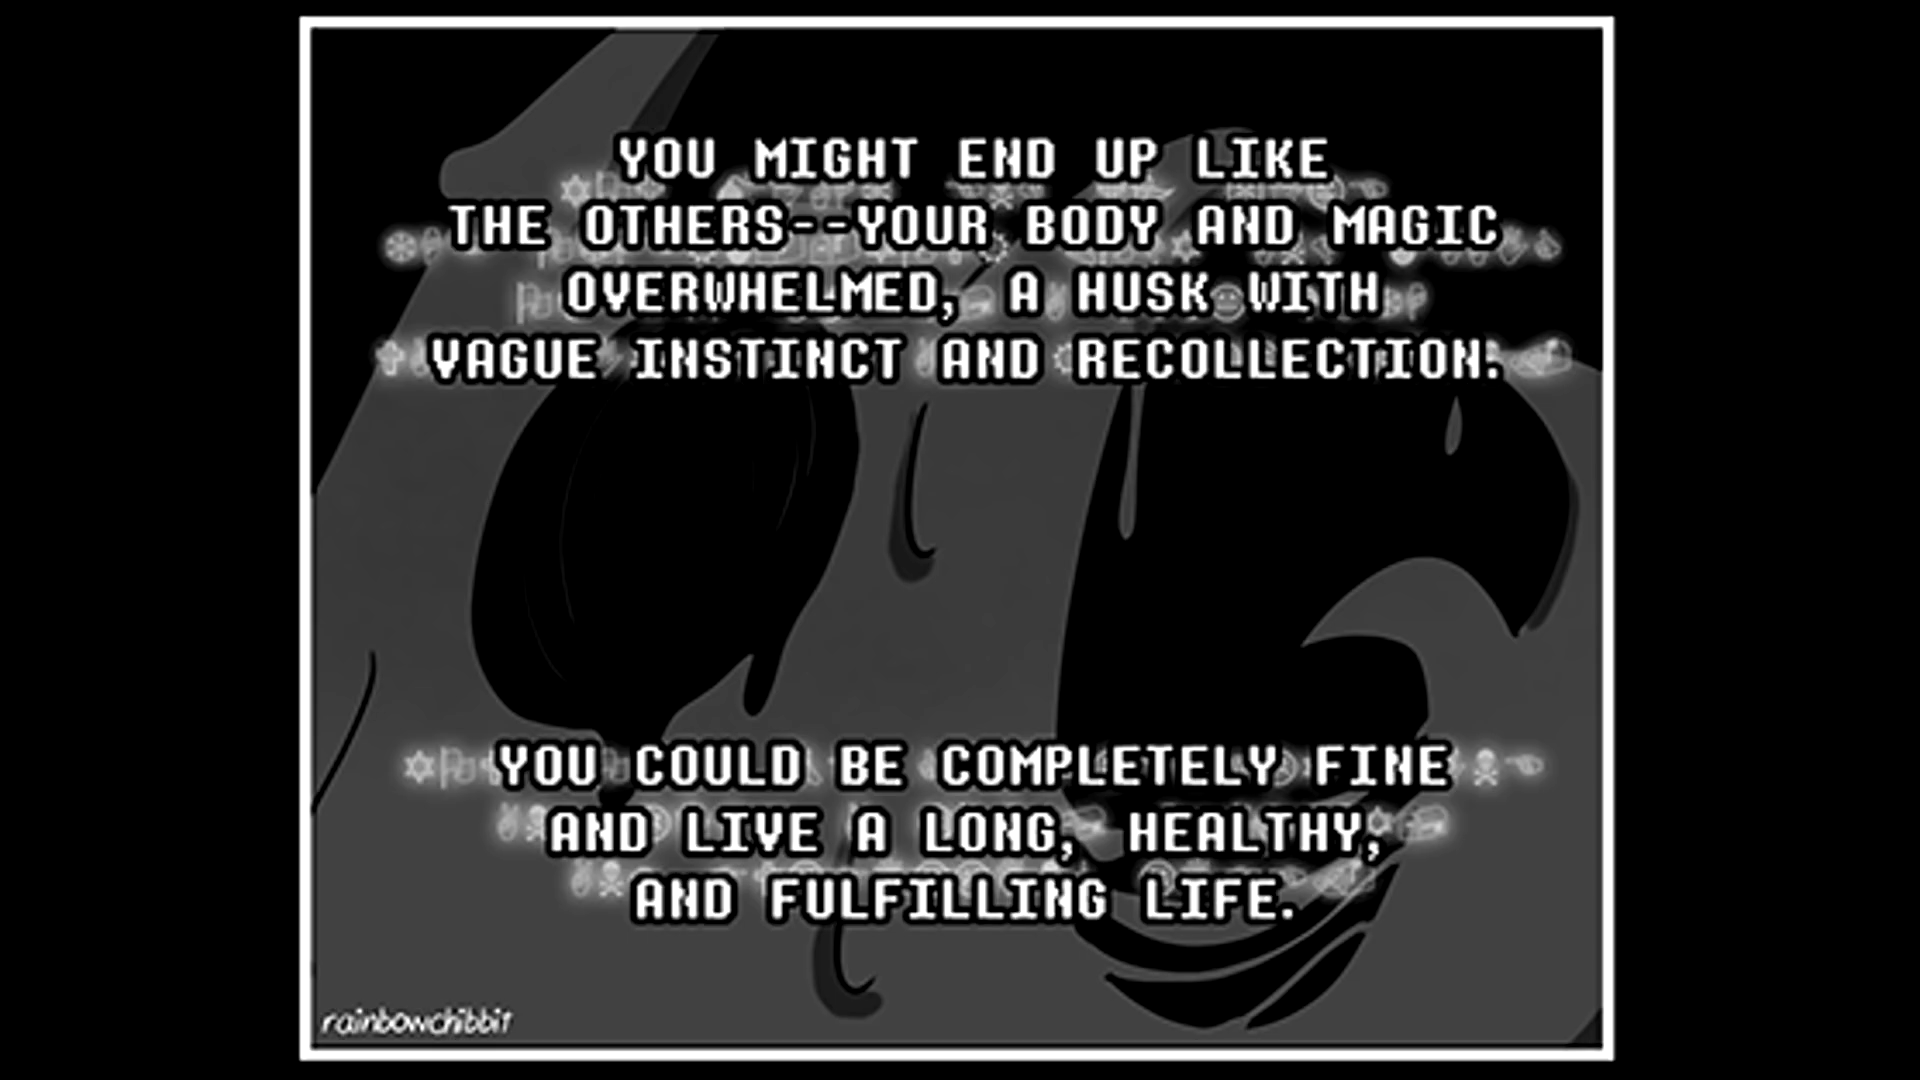 YOU MIGHT END UP LIKE
THE OTHERS--YOUR BODY AND MAGIC
OVERWHELMED, A HUSK WITH
VAGUE INSTINCT AND RECOLLECTION.
YOU COULD BE COMPLETELY FINE
AND LIVE A LONG, HEALTHY,
AND FULFILLING LIFE.
rainbowchibbit